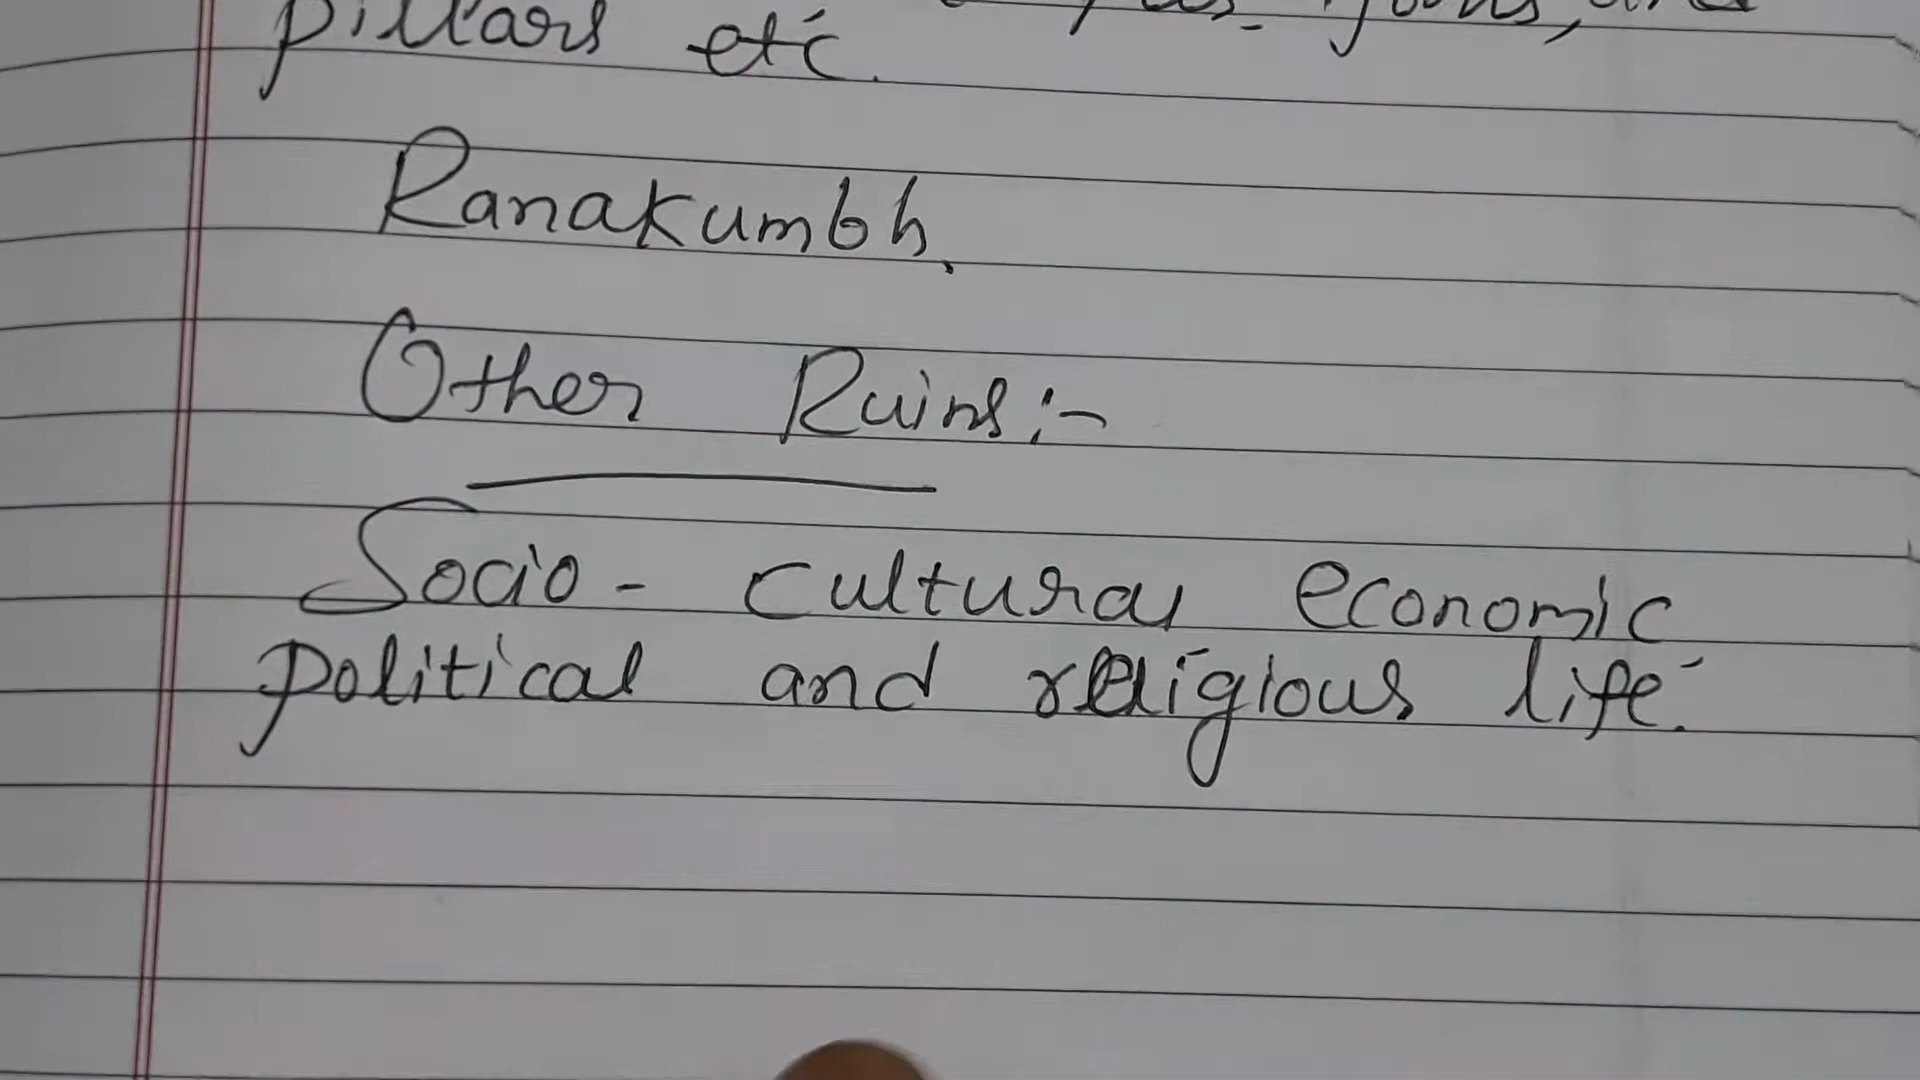 pillars etc.
Ranakumbh.
Other Ruins:-
Socio - cultural economic
political and religious life.